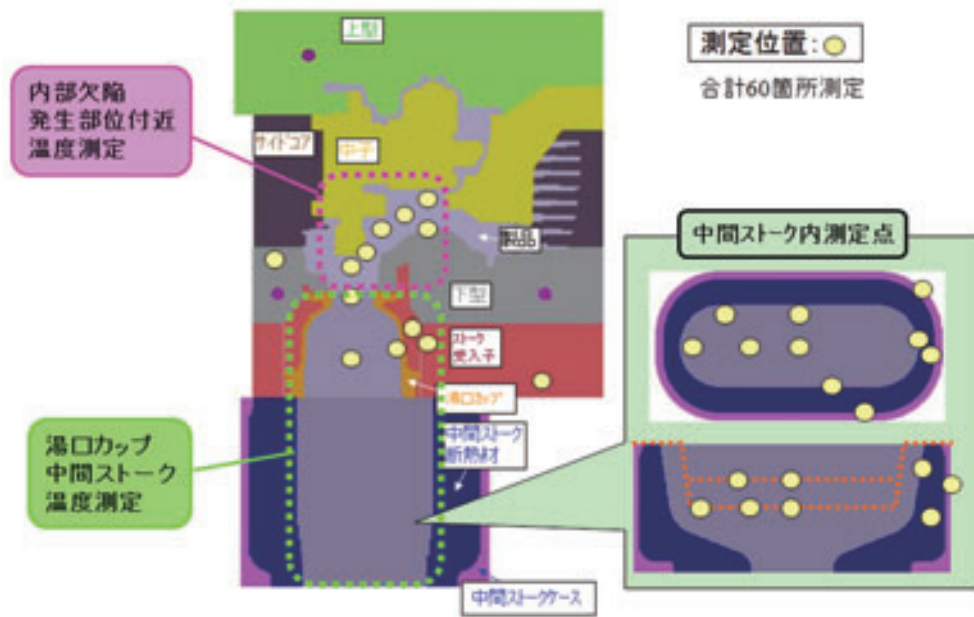 上型
測定位置:
合計60箇所測定
内部欠陥
発生部位付近
温度測定
サイドコア
中子
製品
中間ストーク内測定点
下型
ストーク
受入子
湯口カップ
中間ストーク
断熱材
湯口カップ
中間ストーク
温度測定
中間ストークケース